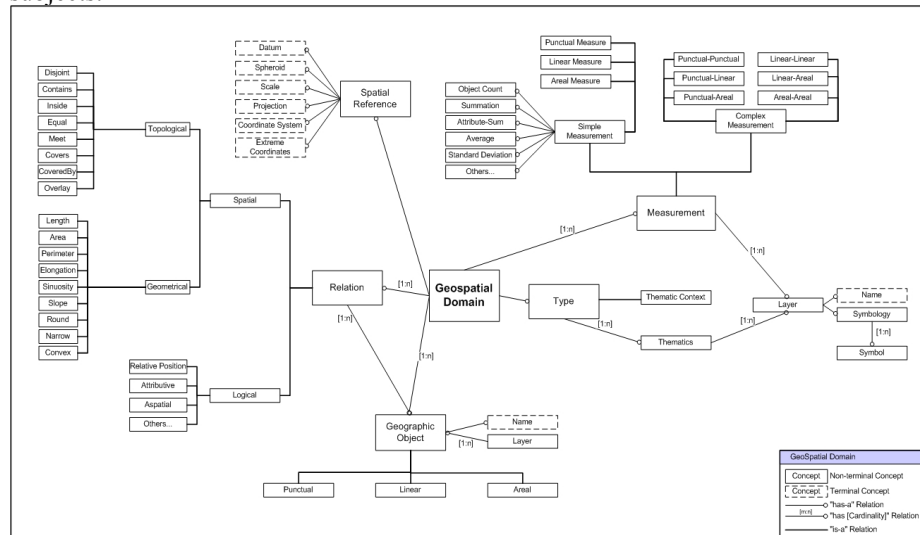 subjects.
Datum
Spheroid
Scale
Projection
Coordinate System
Extreme
Coordinates
Spatial
Reference
Punctual Measure
Linear Measure
Areal Measure
Object Count
Summation
Attribute-Sum
Average
Standard Deviation
Others...
Simple
Measurement
Punctual-Punctual
Punctual-Linear
Punctual-Areal
Linear-Linear
Linear-Areal
Areal-Areal
Complex
Measurement
Measurement
[1:n]
[1:n]
Disjoint
Contains
Inside
Equal
Meet
Covers
CoveredBy
Overlay
Topological
Spatial
Length
Area
Perimeter
Elongation
Sinuosity
Slope
Round
Narrow
Convex
Geometrical
Relative Position
Attributive
Aspatial
Others...
Logical
Relation
[1:n]
[1:n]
[1:n]
Geospatial
Domain
Type
Thematic Context
[1:n]
Thematics
[1:n]
Layer
Name
Symbology
[1:n]
Symbol
Geographic
Object
Name
[1:n]
Layer
Punctual
Linear
Areal
GeoSpatial Domain
Concept Non-terminal Concept
Concept Terminal Concept
"has-a" Relation
[m:n]
"has [Cardinality]" Relation
"is-a" Relation